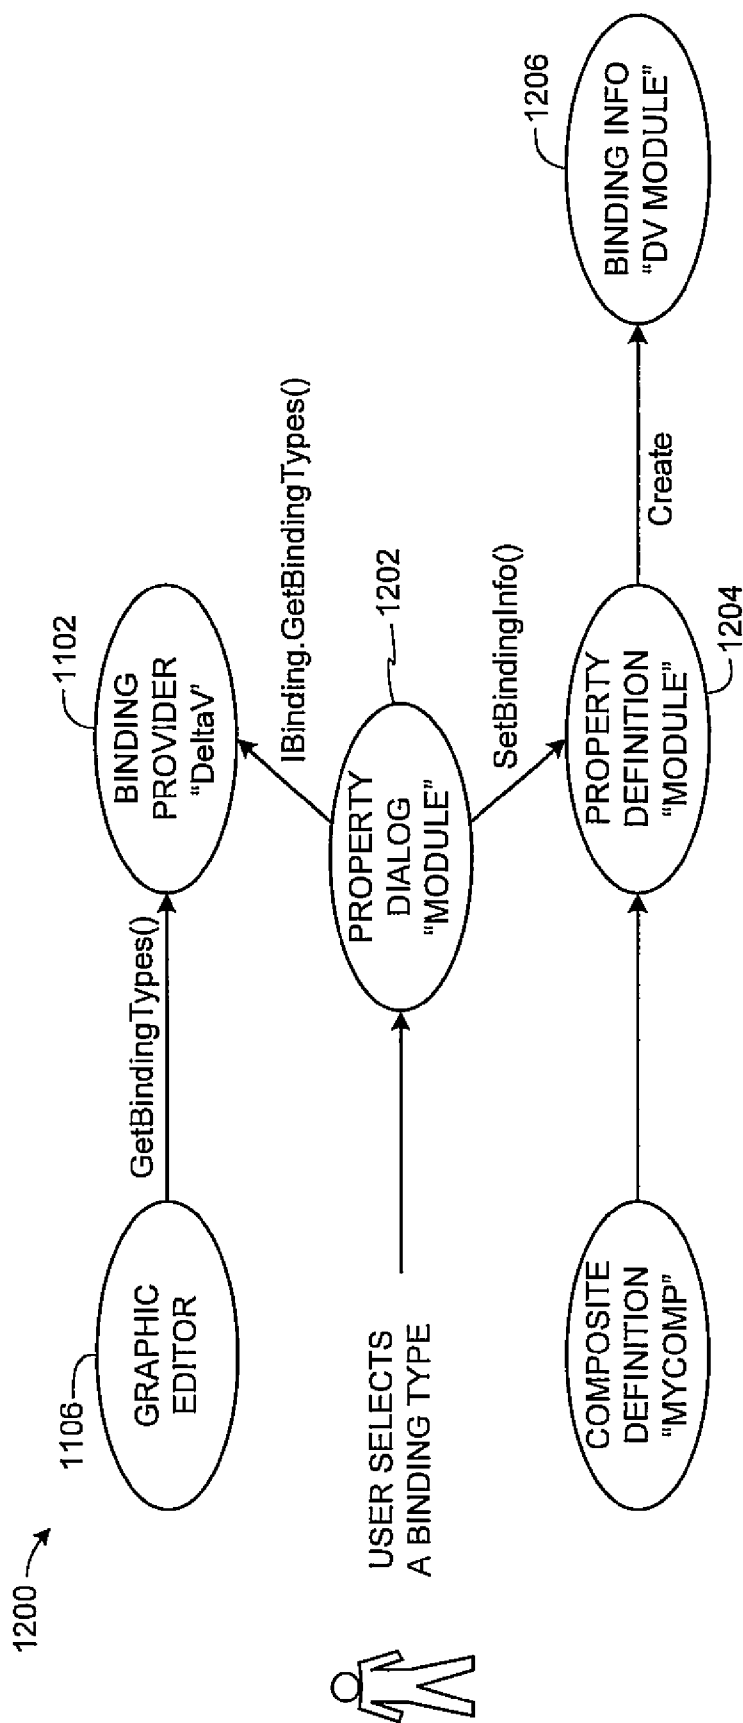 1200
1106
GRAPHIC
EDITOR
GetBindingTypes()
1102
BINDING
PROVIDER
“DeltaV'
IBinding.GetBindingTypes()
USER SELECTS
A BINDING TYPE
1202
PROPERTY
DIALOG
“MODULE”
SetBindingInfo()
COMPOSITE
DEFINITION
“MYCOMP”
PROPERTY
DEFINITION
“MODULE”
1204
Create
1206
BINDING INFO
“DV MODULE”